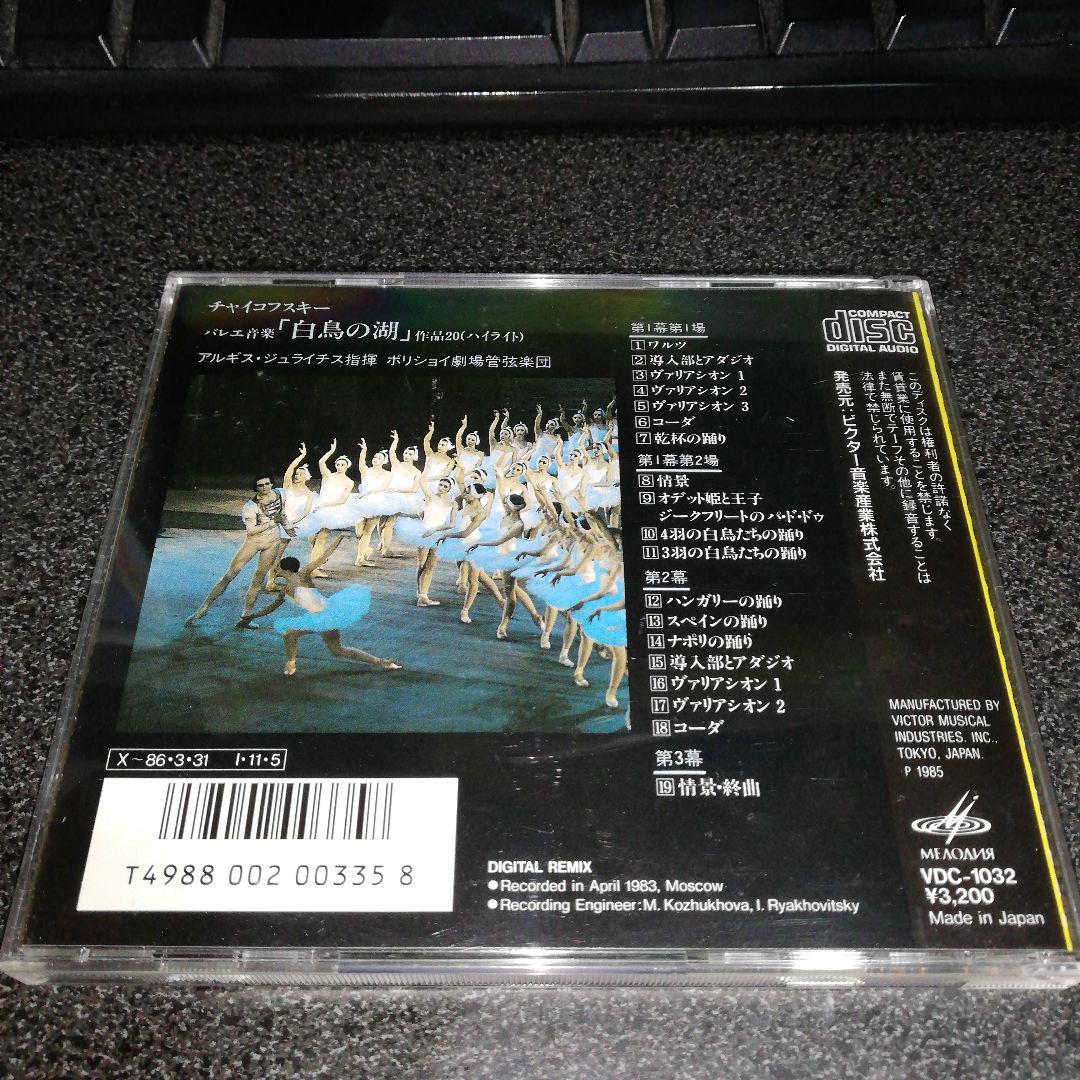 チャイコフスキー
バレエ音楽「白鳥の湖」作品20(ハイライト)
アルギス・ジュライチス指揮 ボリショイ劇場管弦楽団
第1幕第1場
1 ワルツ
2 導入部とアダジオ
3 ヴァリアシオン 1
4 ヴァリアシオン 2
5 ヴァリアシオン 3
6 コーダ
7 乾杯の踊り
第1幕第2場
8 情景
9 オデット姫と王子
ジークフリートのパ・ド・ドゥ
10 4羽の白鳥たちの踊り
11 3羽の白鳥たちの踊り
第2幕
12 ハンガリーの踊り
13 スペインの踊り
14 ナポリの踊り
15 導入部とアダジオ
16 ヴァリアシオン 1
17 ヴァリアシオン 2
18 コーダ
第3幕
19 情景・終曲
COMPACT
disc
DIGITAL AUDIO
このディスクは権利者の許諾なく
賃貸業に使用することを禁じます。
また無断でテープその他に録音することは
法律で禁じられています。
発売元:ビクター音楽産業株式会社
MANUFACTURED BY
VICTOR MUSICAL
INDUSTRIES. INC.,
TOKYO, JAPAN.
P 1985
МЕЛОДИЯ
VDC-1032
¥3,200
Made in Japan
X~86・3・31 I・11・5
T4988 002 00335 8
DIGITAL REMIX
●Recorded in April 1983, Moscow
●Recording Engineer: M. Kozhukhova, I. Ryakhovitsky